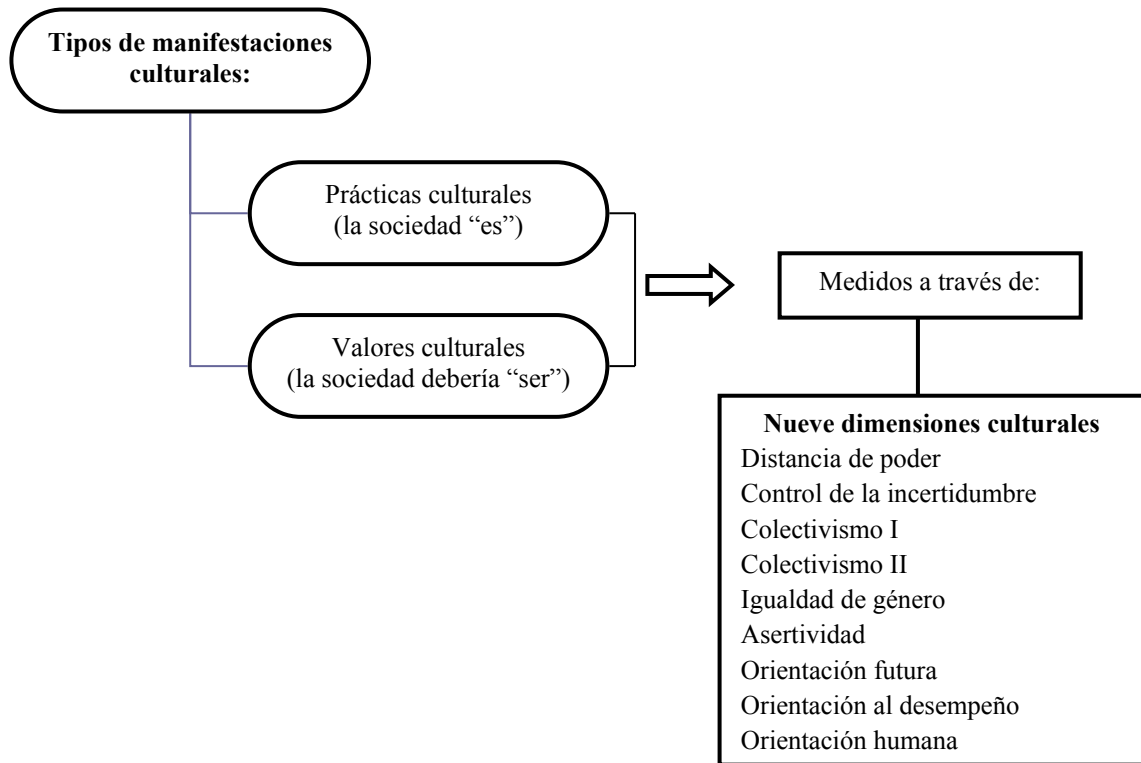 Tipos de manifestaciones
culturales:
Prácticas culturales
(la sociedad “es”)
Medidos a través de:
Valores culturales
(la sociedad debería “ser”)
Nueve dimensiones culturales
Distancia de poder
Control de la incertidumbre
Colectivismo I
Colectivismo II
Igualdad de género
Asertividad
Orientación futura
Orientación al desempeño
Orientación humana